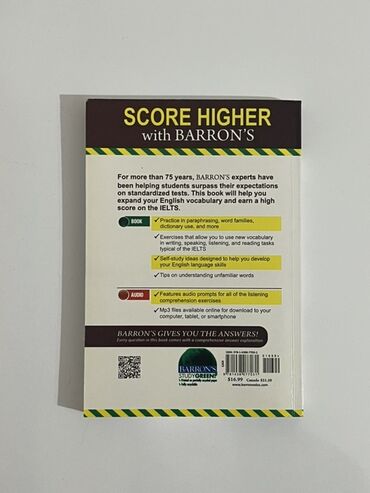 SCORE HIGHER
with BARRON'S
For more than 75 years, BARRON'S experts have
been helping students surpass their expectations
on standardized tests. This book will help you
expand your English vocabulary and earn a high
score on the IELTS.
BOOK
✓ Practice in paraphrasing, word families,
dictionary use, and more
✓ Exercises that allow you to use new vocabulary
in writing, speaking, listening, and reading tasks
typical of the IELTS
✓ Self-study ideas designed to help you develop
your English language skills
✓ Tips on understanding unfamiliar words
AUDIO
✓ Features audio prompts for all of the listening
comprehension exercises
✓ Mp3 files available online for download to your
computer, tablet, or smartphone
BARRON'S GIVES YOU THE ANSWERS!
Every question in this book comes with a comprehensive answer explanation
BARRON'S
STUDYGREEN
$16.99 Canada
www.barronseduc.com